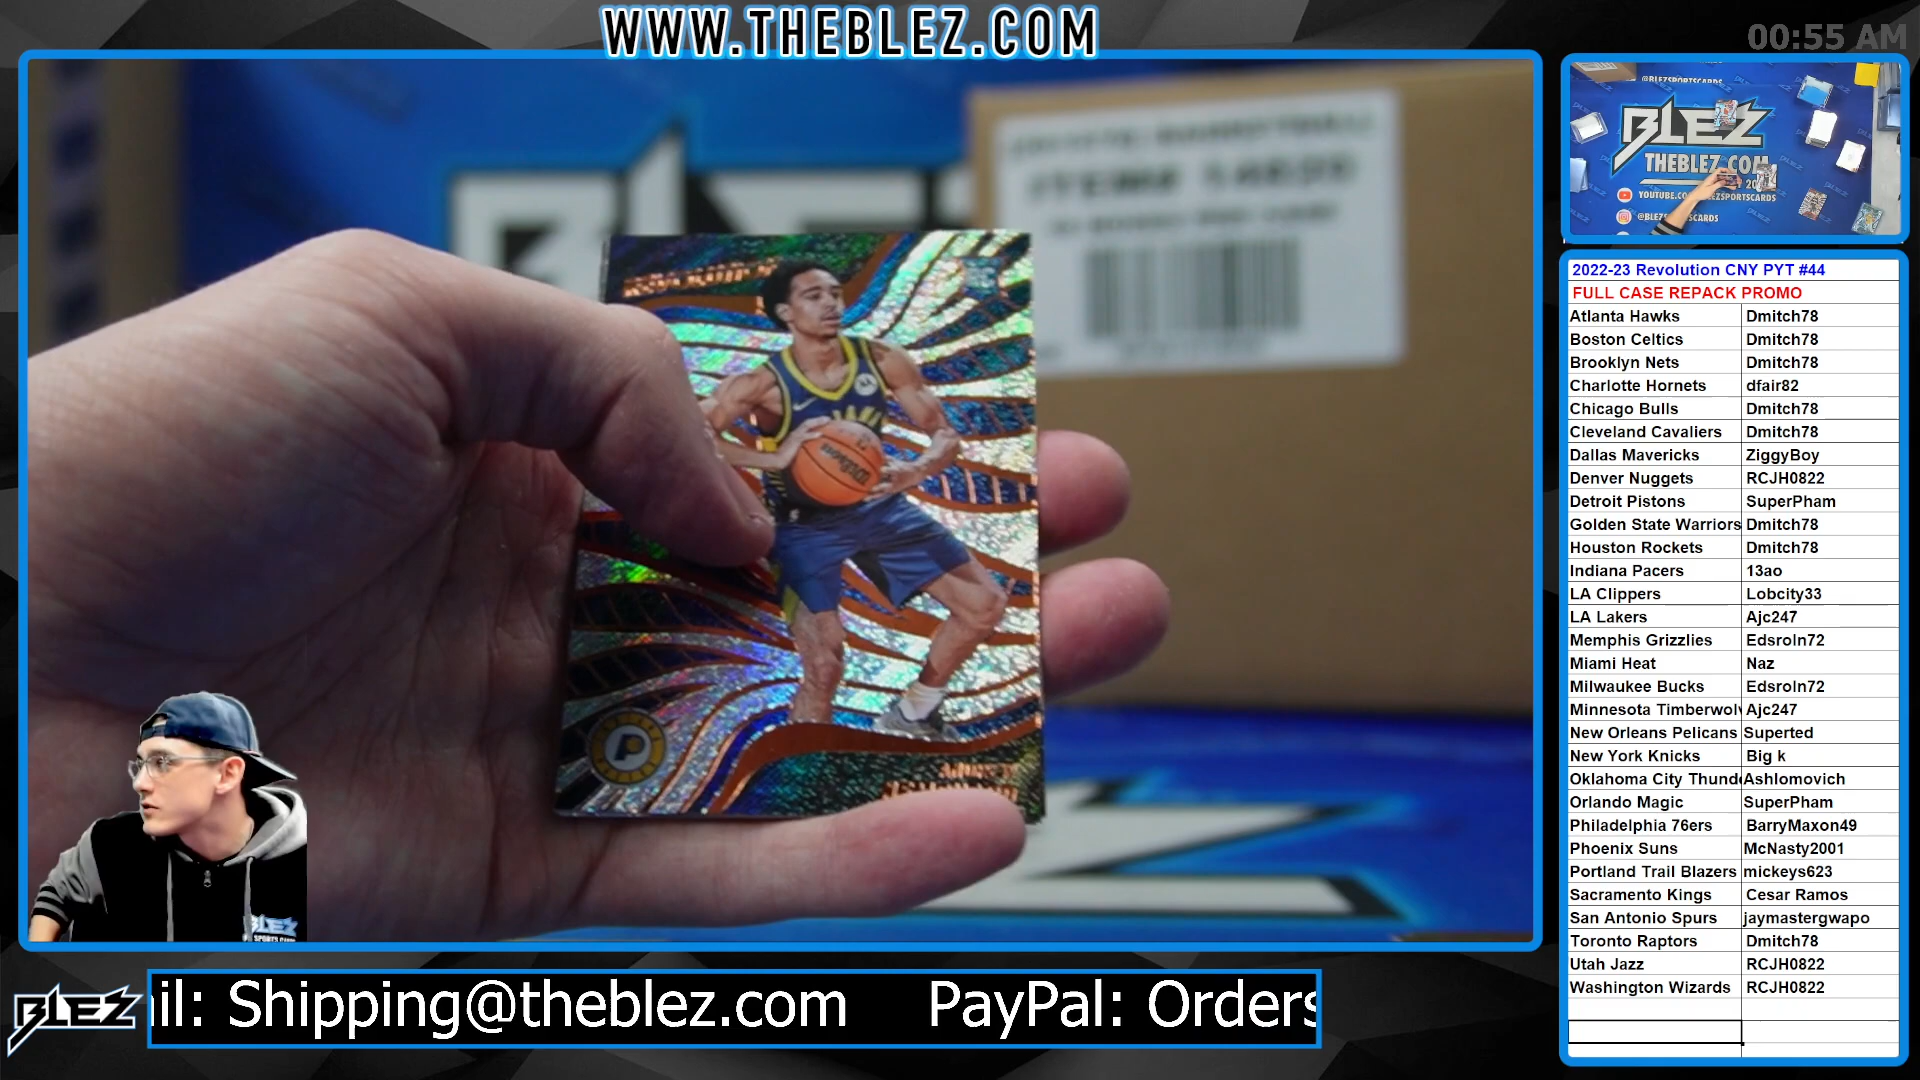 WWW.THEBLEZ.COM
00:55 AM
BLEZ
THEBLEZ.COM
@BLEZSPORTSCARDS
2022-23 Revolution CNY PYT #44
FULL CASE REPACK PROMO
Atlanta Hawks Dmitch78
Boston Celtics Dmitch78
Brooklyn Nets Dmitch78
Charlotte Hornets dfair82
Chicago Bulls Dmitch78
Cleveland Cavaliers Dmitch78
Dallas Mavericks ZiggyBoy
Denver Nuggets RCJH0822
Detroit Pistons SuperPham
Golden State Warriors Dmitch78
Houston Rockets Dmitch78
Indiana Pacers 13ao
LA Clippers Lobcity33
LA Lakers Ajc247
Memphis Grizzlies Edsroln72
Miami Heat Naz
Milwaukee Bucks Edsroln72
Minnesota Timberwolv Ajc247
New Orleans Pelicans Superted
New York Knicks Big k
Oklahoma City Thunde Ashlomovich
Orlando Magic SuperPham
Philadelphia 76ers BarryMaxon49
Phoenix Suns McNasty2001
Portland Trail Blazers mickeys623
Sacramento Kings Cesar Ramos
San Antonio Spurs jaymastergwapo
Toronto Raptors Dmitch78
Utah Jazz RCJH0822
Washington Wizards RCJH0822
BLEZ
il: Shipping@theblez.com PayPal: Orders